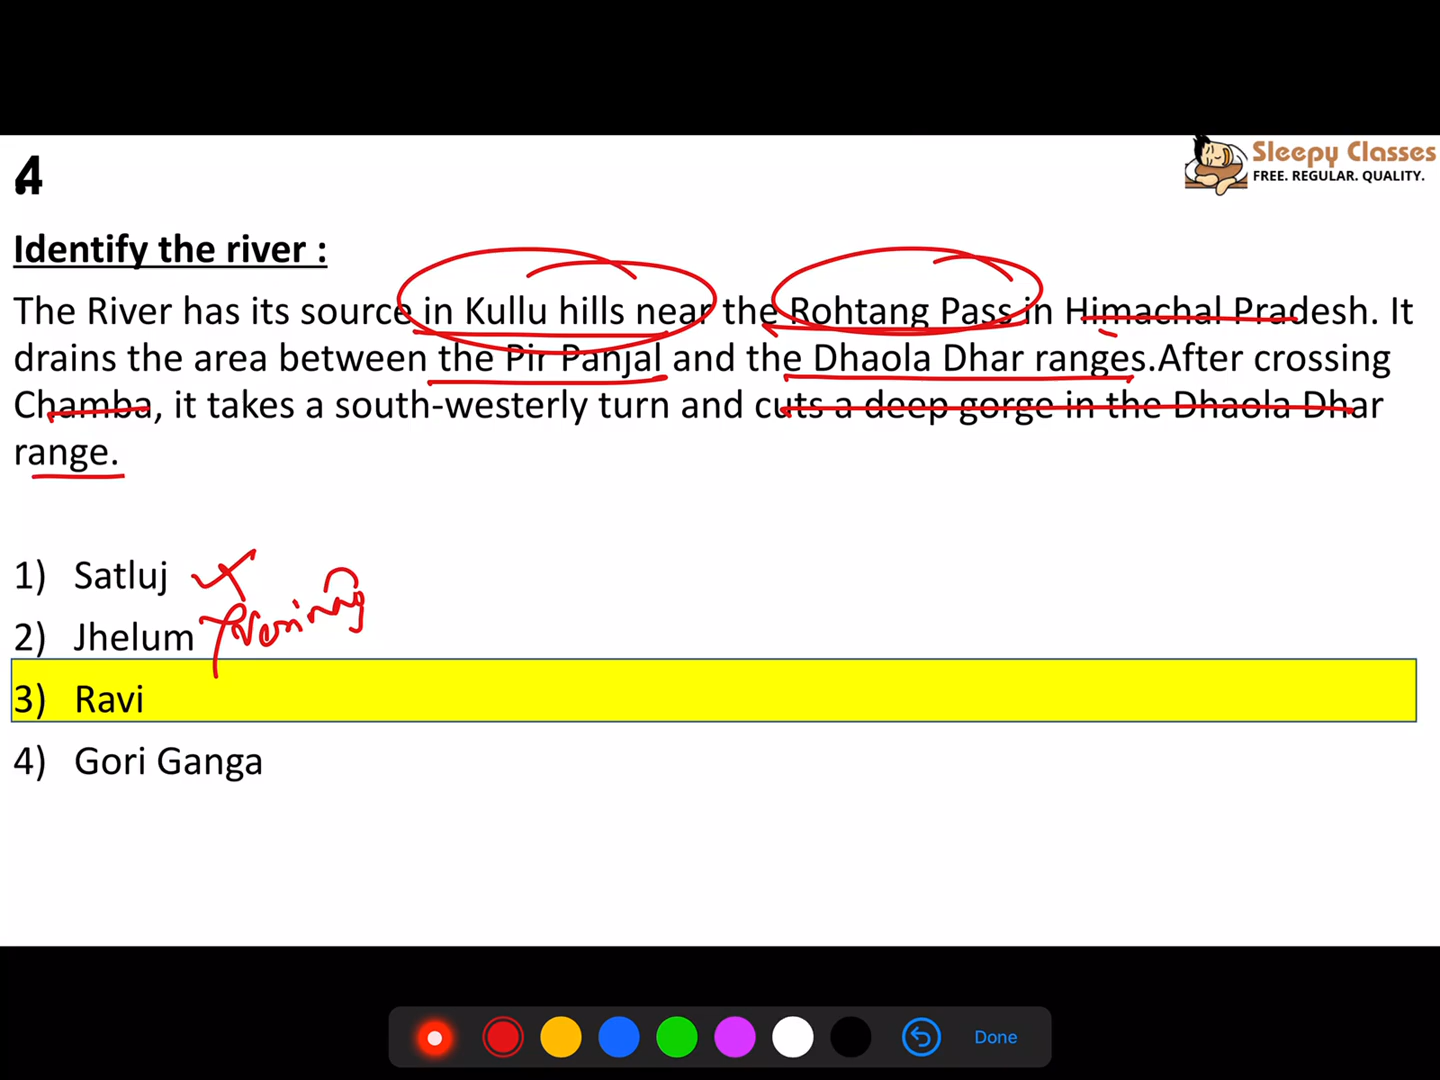 4
Sleepy Classes
FREE. REGULAR. QUALITY.
Identify the river :
The River has its source in Kullu hills near the Rohtang Pass in Himachal Pradesh. It
drains the area between the Pir Panjal and the Dhaola Dhar ranges.After crossing
Chamba, it takes a south-westerly turn and cuts a deep gorge in the Dhaola Dhar
range.
1) Satluj
2) Jhelum
3) Ravi
4) Gori Ganga
Done